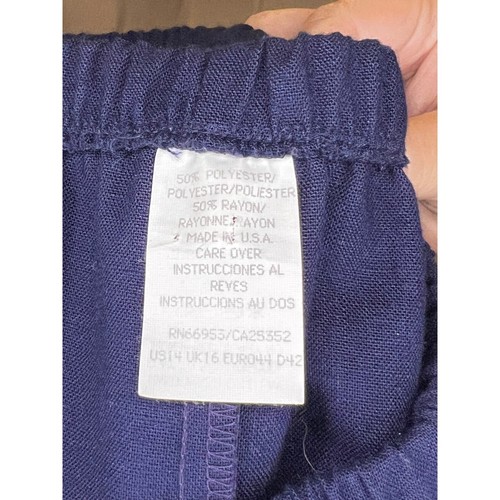 50% POLYESTER/
POLYESTER/POLIESTER
50% RAYON/
RAYONNE/RAYON
MADE IN U.S.A.
CARE OVER
INSTRUCCIONES AL
REVES
INSTRUCTIONS AU DOS
RN66953/CA25352
US14 UK16 EURO44 D42